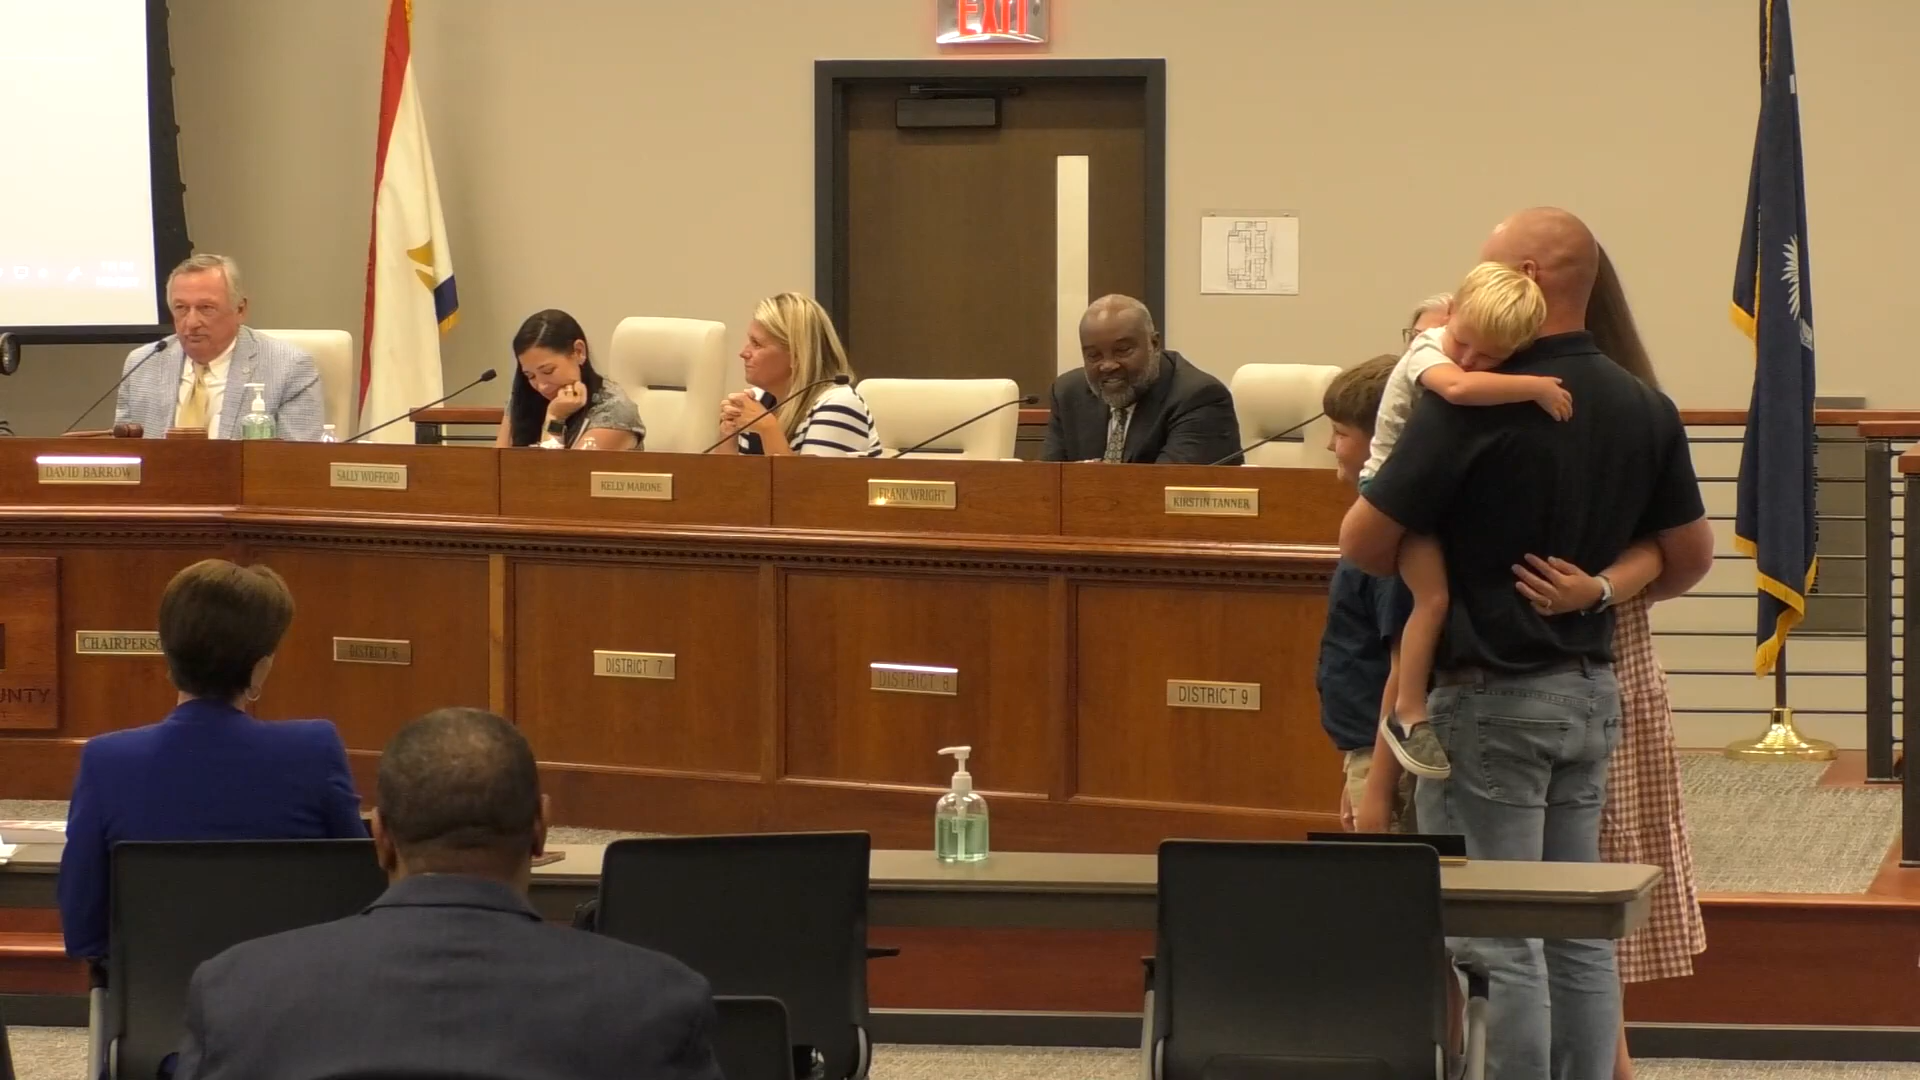 EXIT
DAVID BARROW
SALLY WOFFORD
KELLY MARONE
FRANK WRIGHT
KIRSTIN TANNER
CHAIRPERSO
DISTRICT 6
DISTRICT 7
DISTRICT 8
DISTRICT 9
UNTY